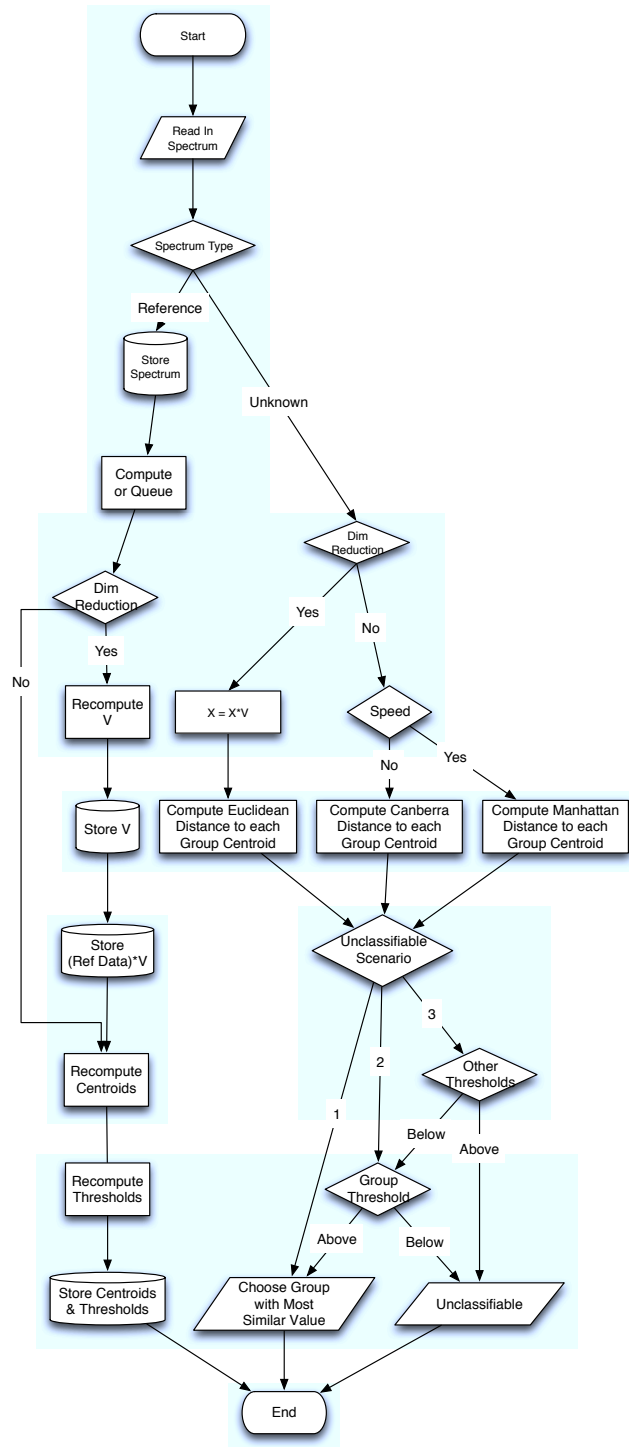 Start
Read In
Spectrum
Spectrum Type
Reference
Store
Spectrum
Unknown
Compute
or Queue
Dim
Reduction
Dim
Reduction
Yes
No
Yes
No
Recompute
V
X = X*V
Speed
No
Yes
Store V
Compute Euclidean
Distance to each
Group Centroid
Compute Canberra
Distance to each
Group Centroid
Compute Manhattan
Distance to each
Group Centroid
Store
(Ref Data)*V
Unclassifiable
Scenario
3
2
1
Recompute
Centroids
Other
Thresholds
Below
Above
Recompute
Thresholds
Group
Threshold
Above
Below
Store Centroids
& Thresholds
Choose Group
with Most
Similar Value
Unclassifiable
End